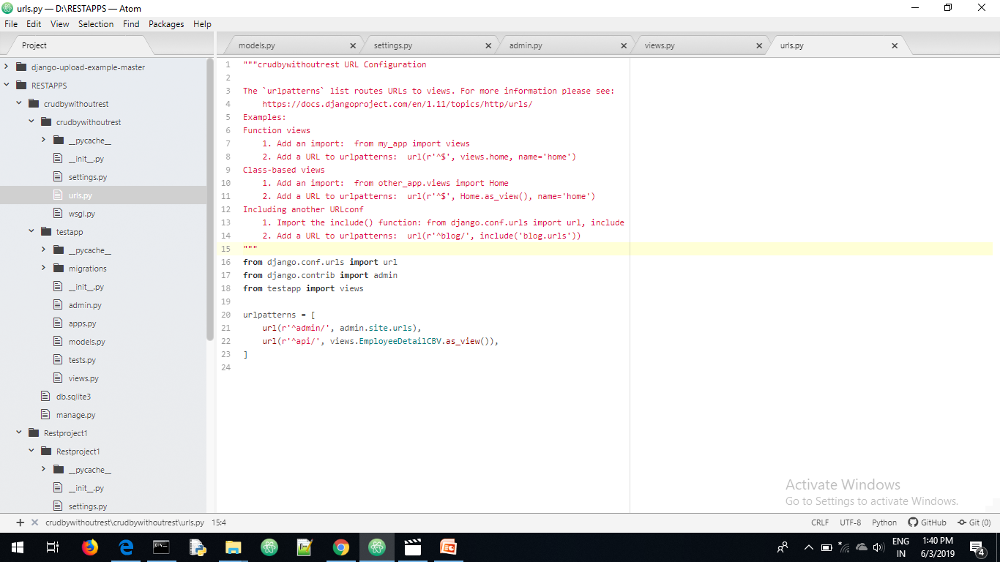 urls.py — D:\RESTAPPS — Atom
File Edit View Selection Find Packages Help
Project
models.py
settings.py
admin.py
views.py
urls.py
django-upload-example-master
RESTAPPS
crudbywithoutrest
crudbywithoutrest
__pycache__
__init__.py
settings.py
urls.py
wsgi.py
testapp
__pycache__
migrations
__init__.py
admin.py
apps.py
models.py
tests.py
views.py
db.sqlite3
manage.py
Restproject1
Restproject1
__pycache__
__init__.py
settings.py
1 """crudbywithoutrest URL Configuration
2
3 The `urlpatterns` list routes URLs to views. For more information please see:
4     https://docs.djangoproject.com/en/1.11/topics/http/urls/
5 Examples:
6 Function views
7     1. Add an import:  from my_app import views
8     2. Add a URL to urlpatterns:  url(r'^$', views.home, name='home')
9 Class-based views
10     1. Add an import:  from other_app.views import Home
11     2. Add a URL to urlpatterns:  url(r'^$', Home.as_view(), name='home')
12 Including another URLconf
13     1. Import the include() function: from django.conf.urls import url, include
14     2. Add a URL to urlpatterns:  url(r'^blog/', include('blog.urls'))
15 """
16 from django.conf.urls import url
17 from django.contrib import admin
18 from testapp import views
19
20 urlpatterns = [
21     url(r'^admin/', admin.site.urls),
22     url(r'^api/', views.EmployeeDetailCBV.as_view()),
23 ]
24
Activate Windows
Go to Settings to activate Windows.
crudbywithoutrest\crudbywithoutrest\urls.py 15:4
CRLF UTF-8 Python GitHub Git (0)
ENG
IN
1:40 PM
6/3/2019
4